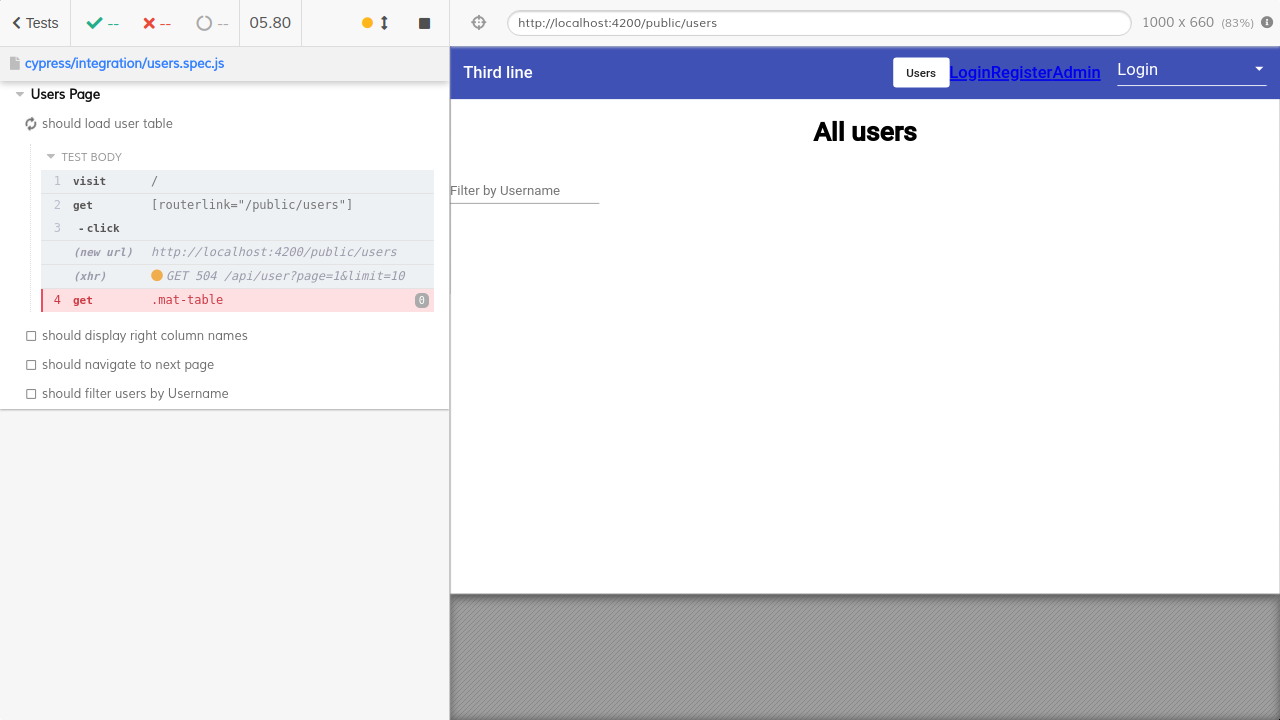 Tests -- -- -- 05.80
http://localhost:4200/public/users 1000 x 660 (83%)
cypress/integration/users.spec.js
Users Page
should load user table
TEST BODY
1 visit /
2 get [routerlink="/public/users"]
3 -click
(new url) http://localhost:4200/public/users
(xhr) GET 504 /api/user?page=1&limit=10
4 get .mat-table 0
should display right column names
should navigate to next page
should filter users by Username
Third line Users LoginRegisterAdmin Login
All users
Filter by Username